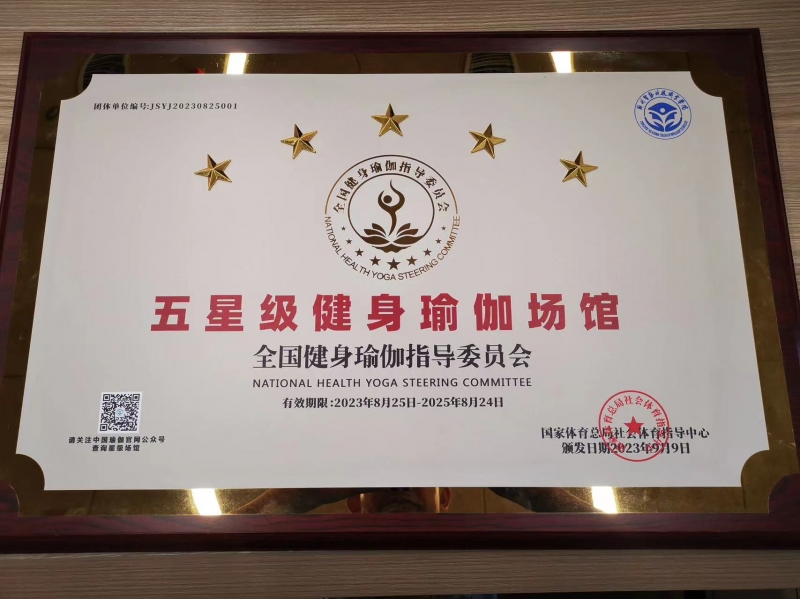 团体单位编号:JSYJ20230825001
全国健身瑜伽指导委员会
NATIONAL HEALTH YOGA STEERING COMMITTEE
五星级健身瑜伽场馆
全国健身瑜伽指导委员会
NATIONAL HEALTH YOGA STEERING COMMITTEE
有效期限:2023年8月25日-2025年8月24日
请关注中国瑜伽官网公众号
查询星级场馆
国家体育总局社会体育指导中心
颁发日期2023年9月9日